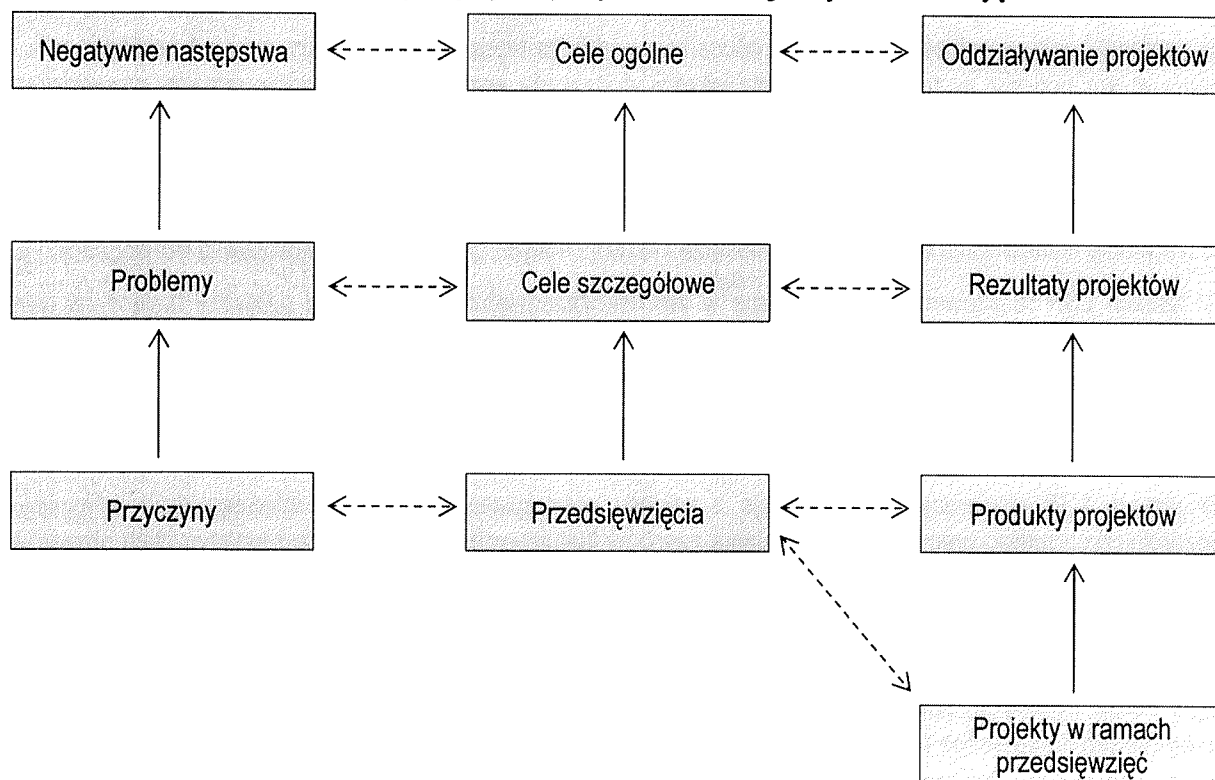 Negatywne następstwa
Cele ogólne
Oddziaływanie projektów
Problemy
Cele szczegółowe
Rezultaty projektów
Przyczyny
Przedsięwzięcia
Produkty projektów
Projekty w ramach
przedsięwzięć